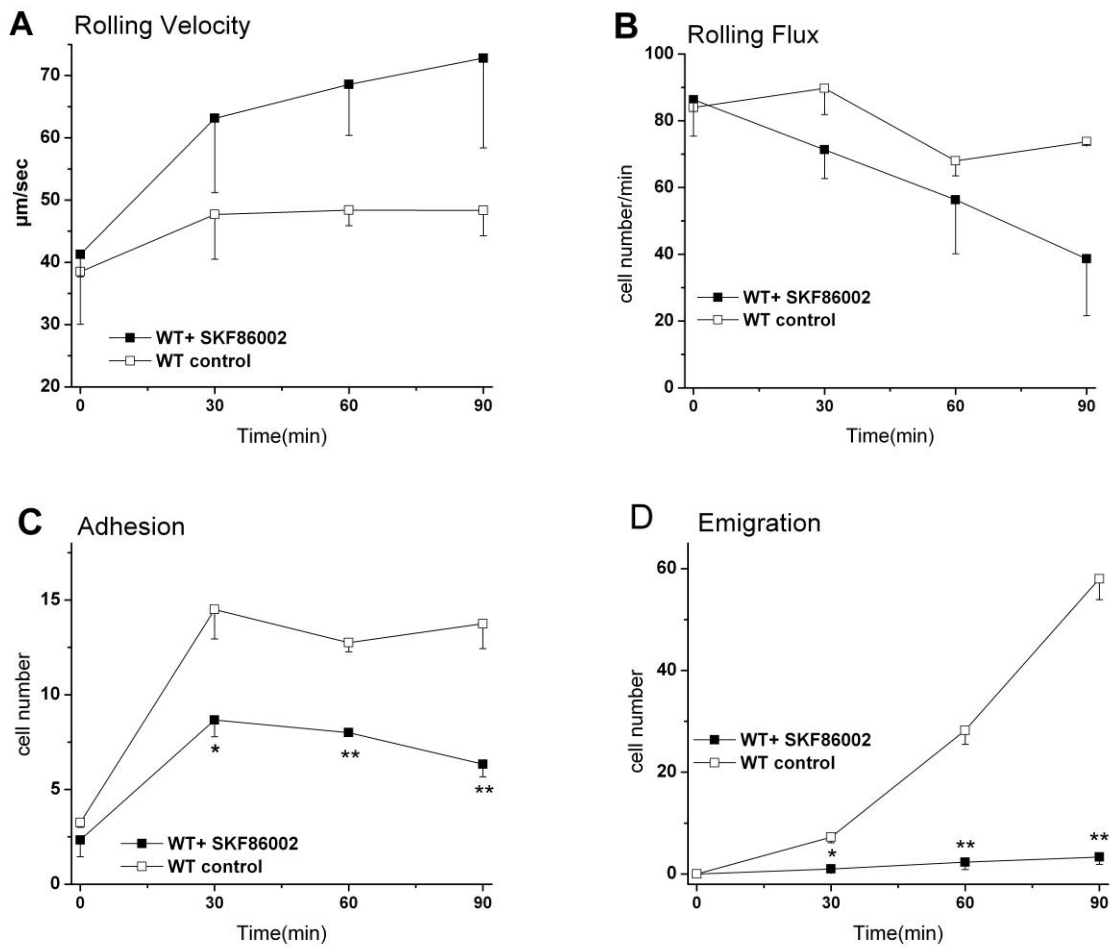 A Rolling Velocity
µm/sec
70
60
50
40
30
20
WT+ SKF86002
WT control
0 30 60 90
Time(min)
B Rolling Flux
cell number/min
100
80
60
40
20
0
WT+ SKF86002
WT control
0 30 60 90
Time(min)
C Adhesion
cell number
15
10
5
0
* ** **
WT+ SKF86002
WT control
0 30 60 90
Time(min)
D Emigration
cell number
60
40
20
0
WT+ SKF86002
WT control
* ** **
0 30 60 90
Time(min)